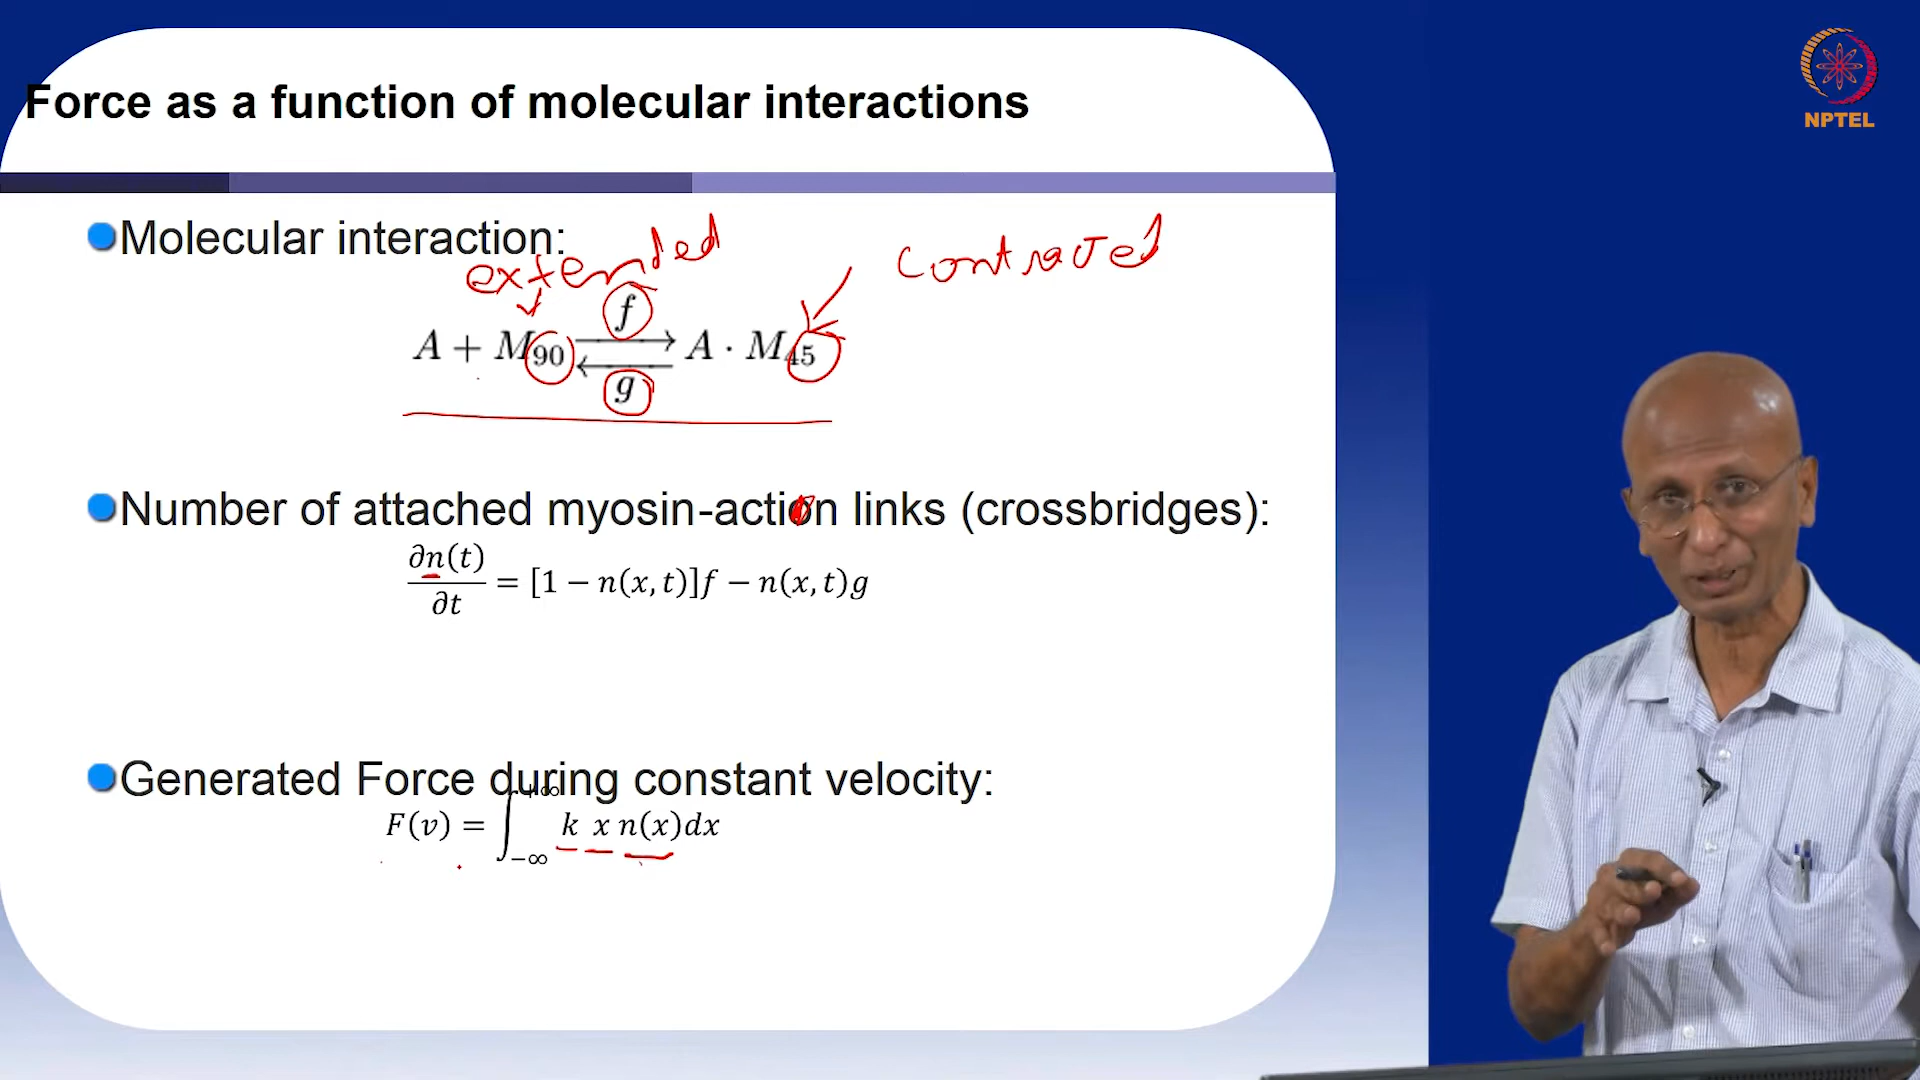 NPTEL
Force as a function of molecular interactions
Molecular interaction:
extended
contracted
f
A + M₉₀ ⇌ A · M₄₅
g
Number of attached myosin-action links (crossbridges):
∂n(t)/∂t = [1 − n(x, t)]f − n(x, t)g
Generated Force during constant velocity:
F(v) = ∫₋∞⁺∞ k x n(x)dx